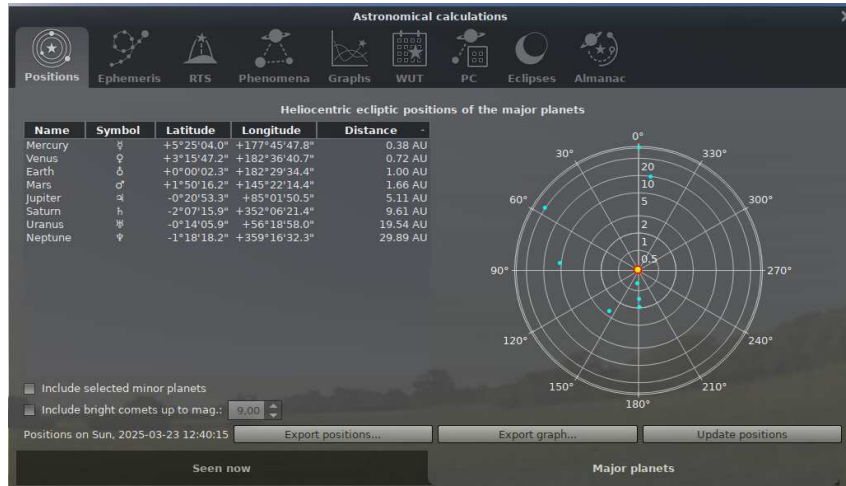 Astronomical calculations
Positions Ephemeris RTS Phenomena Graphs WUT PC Eclipses Almanac
Heliocentric ecliptic positions of the major planets
Name Symbol Latitude Longitude Distance
Mercury ☿ +5°25'04.0" +177°45'47.8" 0.38 AU
Venus ♀ +3°15'47.2" +182°36'40.7" 0.72 AU
Earth ♁ +0°00'02.3" +182°29'34.4" 1.00 AU
Mars ♂ +1°50'16.2" +145°22'14.4" 1.66 AU
Jupiter ♃ -0°20'53.3" +85°01'50.5" 5.11 AU
Saturn ♄ -2°07'15.9" +352°06'21.4" 9.61 AU
Uranus ♅ -0°14'05.9" +56°18'58.0" 19.54 AU
Neptune ♆ -1°18'18.2" +359°16'32.3" 29.89 AU
0°
30° 330°
20
10
60° 5 300°
2
1
0.5
90° 270°
120° 240°
150° 210°
180°
Include selected minor planets
Include bright comets up to mag.: 9,00
Positions on Sun, 2025-03-23 12:40:15 Export positions... Export graph... Update positions
Seen now Major planets